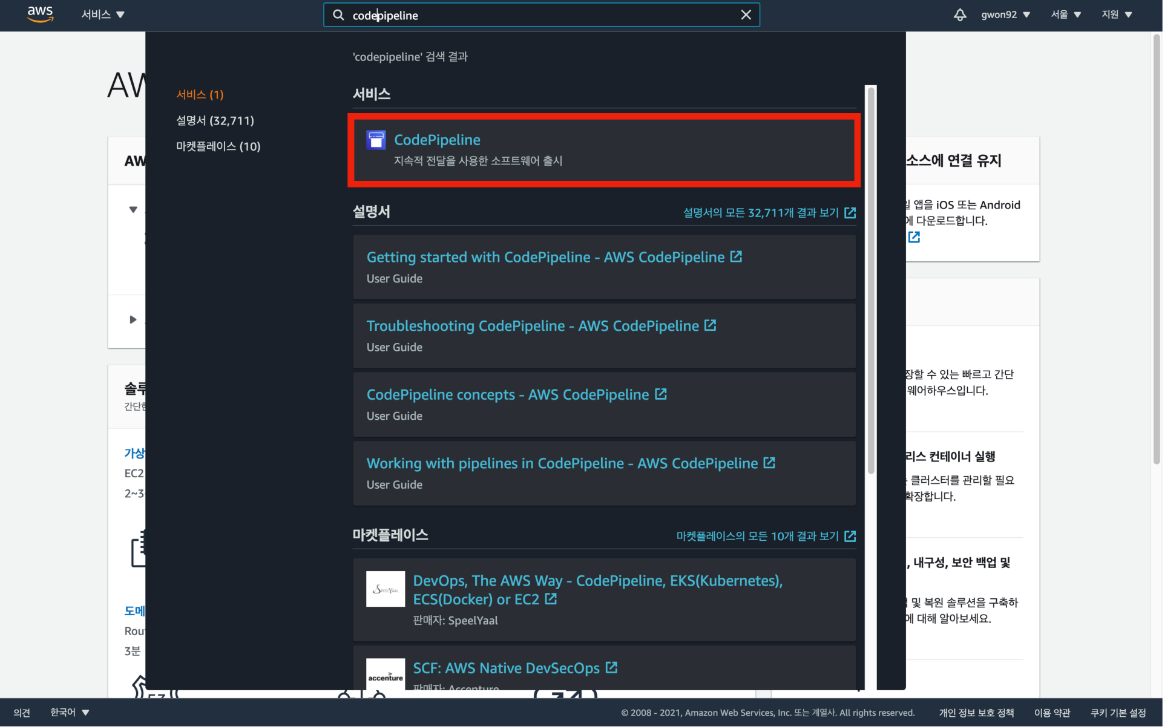 aws
서비스
codepipeline
gwon92
서울
지원
AW
'codepipeline' 검색 결과
서비스 (1)
설명서 (32,711)
마켓플레이스 (10)
서비스
CodePipeline
지속적 전달을 사용한 소프트웨어 출시
설명서
설명서의 모든 32,711개 결과 보기
Getting started with CodePipeline - AWS CodePipeline
User Guide
Troubleshooting CodePipeline - AWS CodePipeline
User Guide
CodePipeline concepts - AWS CodePipeline
User Guide
Working with pipelines in CodePipeline - AWS CodePipeline
User Guide
마켓플레이스
마켓플레이스의 모든 10개 결과 보기
DevOps, The AWS Way - CodePipeline, EKS(Kubernetes),
ECS(Docker) or EC2
판매자: SpeelYaal
accenture
SCF: AWS Native DevSecOps
판매자: Accenture
AW
솔루
간단한
가상
EC2
2~3
도메
Rou
3분
소스에 연결 유지
앱을 iOS 또는 Android
에 다운로드합니다.
장할 수 있는 빠르고 간단
웨어하우스입니다.
리스 컨테이너 실행
클러스터를 관리할 필요
확장합니다.
, 내구성, 보안 백업 및
및 복원 솔루션을 구축하
에 대해 알아보세요.
의견
한국어
© 2008 - 2021, Amazon Web Services, Inc. 또는 계열사. All rights reserved.
개인 정보 보호 정책
이용 약관
쿠키 기본 설정